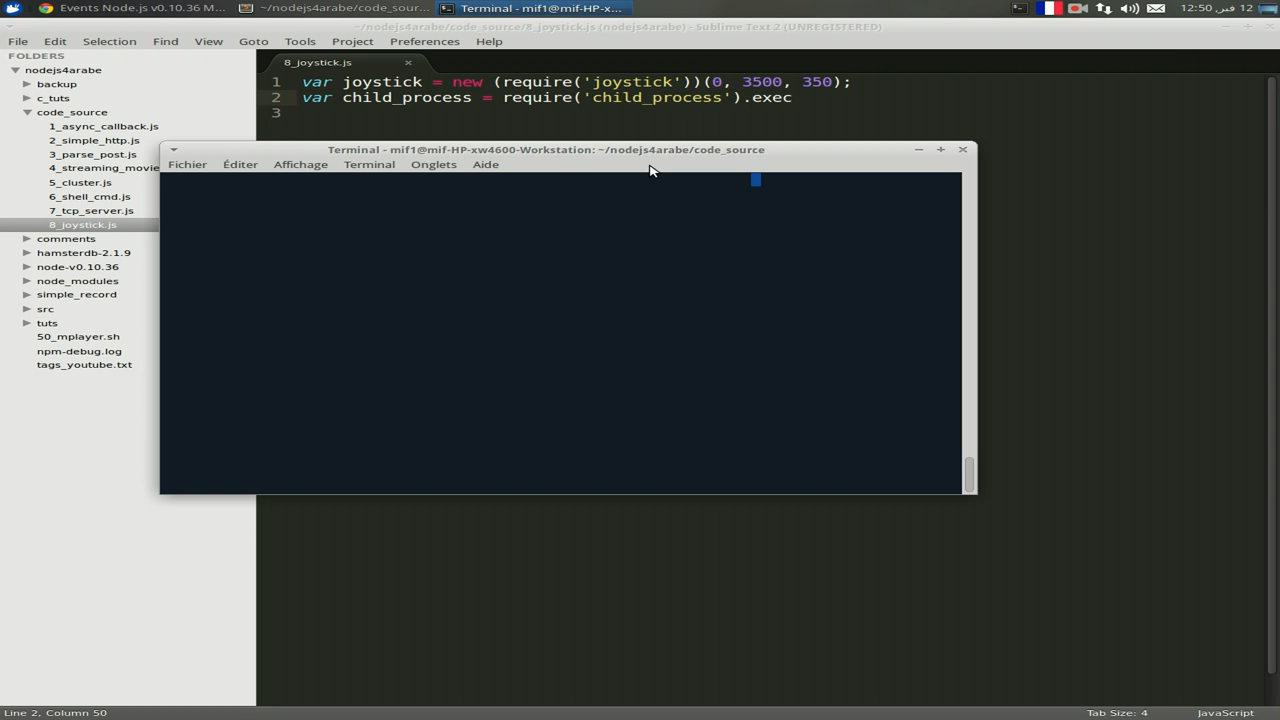 Events Node.js v0.10.36 M... ~/nodejs4arabe/code_sour... Terminal - mif1@mif-HP-xw4600-W... 12:50 ,فبر 12
~/nodejs4arabe/code_source/8_joystick.js (nodejs4arabe) - Sublime Text 2 (UNREGISTERED)
File Edit Selection Find View Goto Tools Project Preferences Help
FOLDERS
nodejs4arabe
backup
c_tuts
code_source
1_async_callback.js
2_simple_http.js
3_parse_post.js
4_streaming_movie
5_cluster.js
6_shell_cmd.js
7_tcp_server.js
8_joystick.js
comments
hamsterdb-2.1.9
node-v0.10.36
node_modules
simple_record
src
tuts
50_mplayer.sh
npm-debug.log
tags_youtube.txt
8_joystick.js
1 var joystick = new (require('joystick'))(0, 3500, 350);
2 var child_process = require('child_process').exec
3
Terminal - mif1@mif-HP-xw4600-Workstation: ~/nodejs4arabe/code_source
Fichier Éditer Affichage Terminal Onglets Aide
Line 2, Column 50 Tab Size: 4 JavaScript